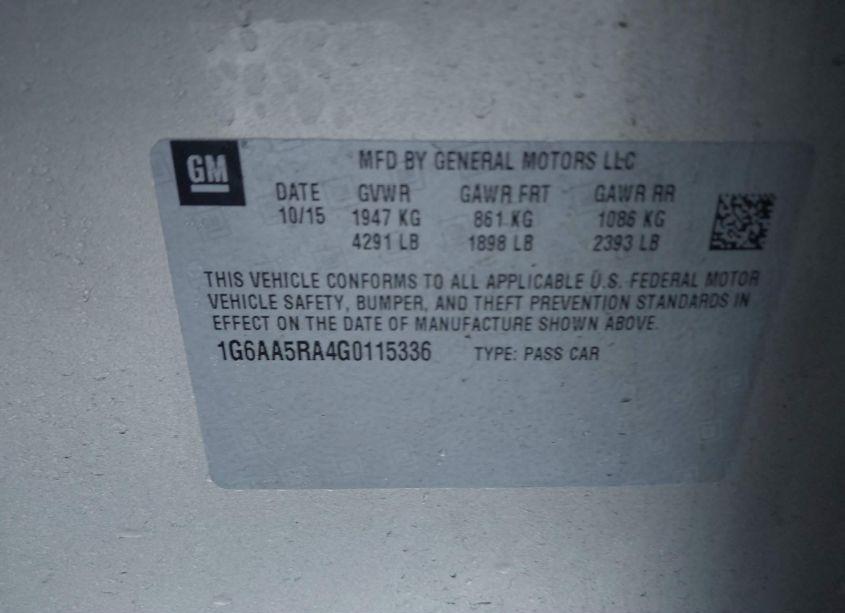 GM
MFD BY GENERAL MOTORS LLC
DATE GVWR GAWR FRT GAWR RR
10/15 1947 KG 861 KG 1086 KG
4291 LB 1898 LB 2393 LB
THIS VEHICLE CONFORMS TO ALL APPLICABLE U.S. FEDERAL MOTOR
VEHICLE SAFETY, BUMPER, AND THEFT PREVENTION STANDARDS IN
EFFECT ON THE DATE OF MANUFACTURE SHOWN ABOVE.
1G6AA5RA4G0115336 TYPE: PASS CAR